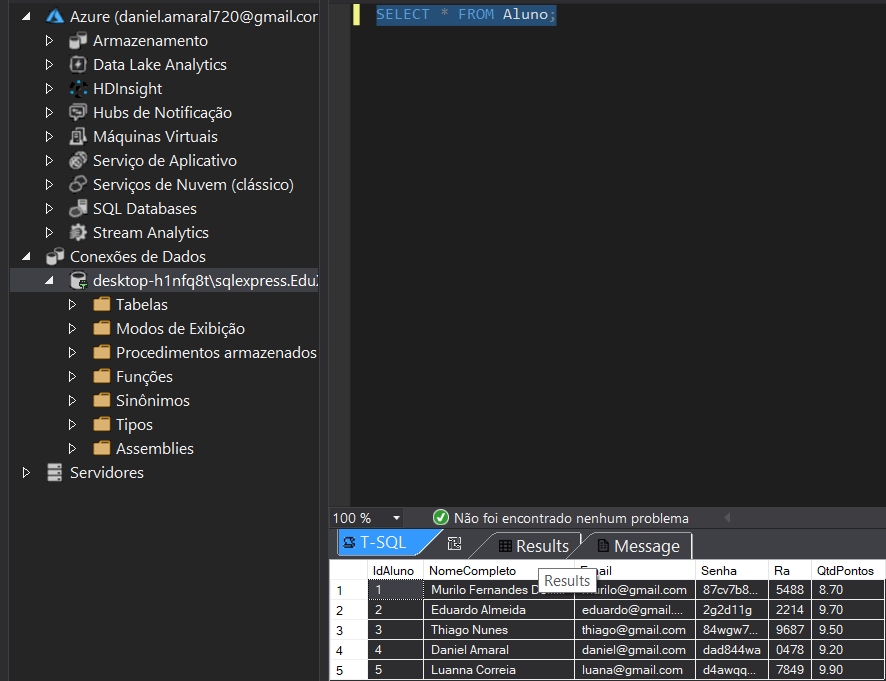 Azure (daniel.amaral720@gmail.cor
Armazenamento
Data Lake Analytics
HDInsight
Hubs de Notificação
Máquinas Virtuais
Serviço de Aplicativo
Serviços de Nuvem (clássico)
SQL Databases
Stream Analytics
Conexões de Dados
desktop-h1nfq8t\sqlexpress.Edu
Tabelas
Modos de Exibição
Procedimentos armazenados
Funções
Sinônimos
Tipos
Assemblies
Servidores
SELECT * FROM Aluno;
100 % Não foi encontrado nenhum problema
T-SQL Results Message
IdAluno NomeCompleto Email Senha Ra QtdPontos
Results
1 1 Murilo Fernandes murilo@gmail.com 87cv7b8... 5488 8.70
2 2 Eduardo Almeida eduardo@gmail.... 2g2d11g 2214 9.70
3 3 Thiago Nunes thiago@gmail.com 84wgw7... 9687 9.50
4 4 Daniel Amaral daniel@gmail.com dad844wa 0478 9.20
5 5 Luanna Correia luana@gmail.com d4awqq... 7849 9.90